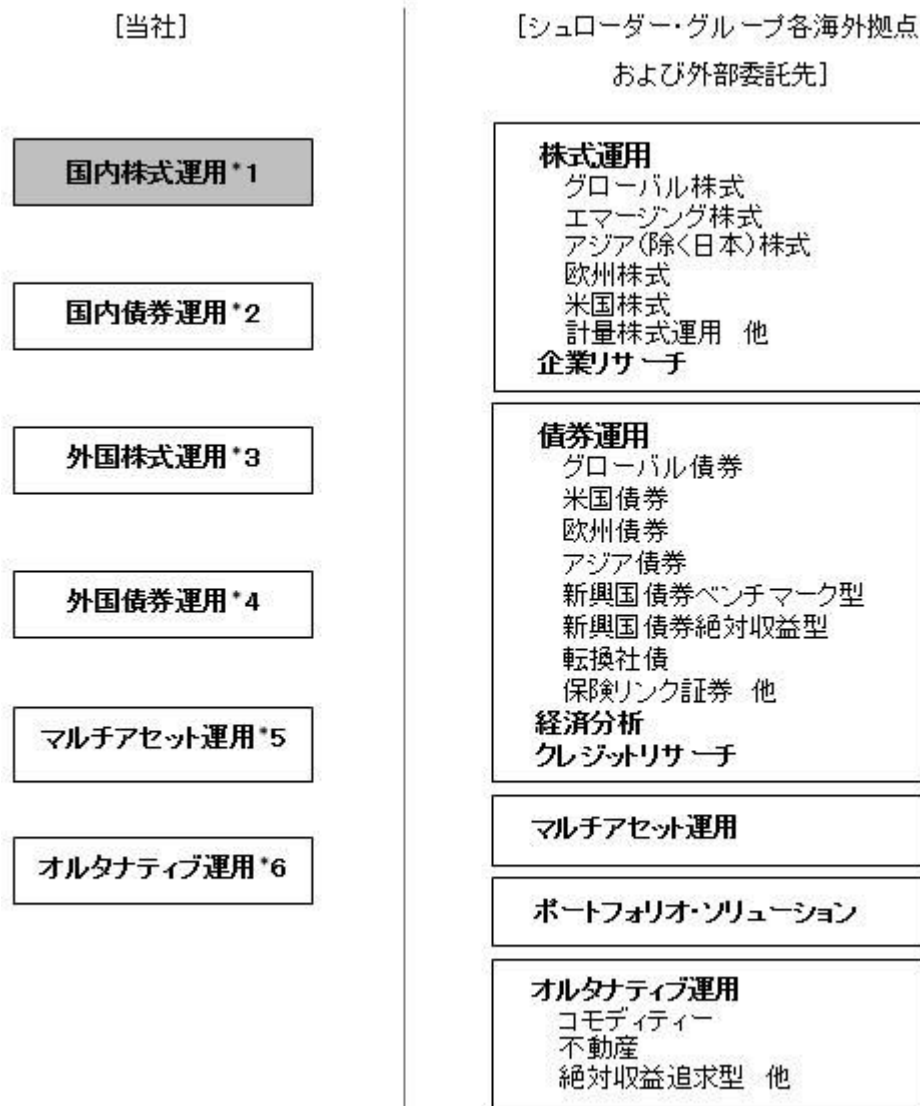 [当社]
国内株式運用*1
国内債券運用*2
外国株式運用*3
外国債券運用*4
マルチアセット運用*5
オルタナティブ運用*6
[シュローダー・グループ各海外拠点
および外部委託先]
株式運用
グローバル株式
エマージング株式
アジア(除く日本)株式
欧州株式
米国株式
計量株式運用 他
企業リサーチ
債券運用
グローバル債券
米国債券
欧州債券
アジア債券
新興国債券ベンチマーク型
新興国債券絶対収益型
転換社債
保険リンク証券 他
経済分析
クレジットリサーチ
マルチアセット運用
ポートフォリオ・ソリューション
オルタナティブ運用
コモディティー
不動産
絶対収益追求型 他